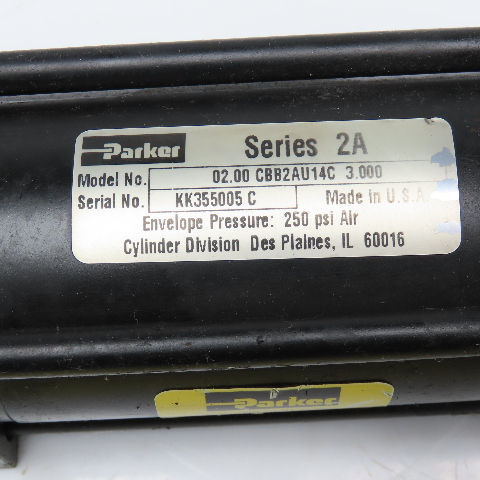 Parker Series 2A
Model No. 02.00 CBB2AU14C 3.000
Serial No. KK355005 C Made in U.S.A.
Envelope Pressure: 250 psi Air
Cylinder Division Des Plaines, IL 60016
Parker